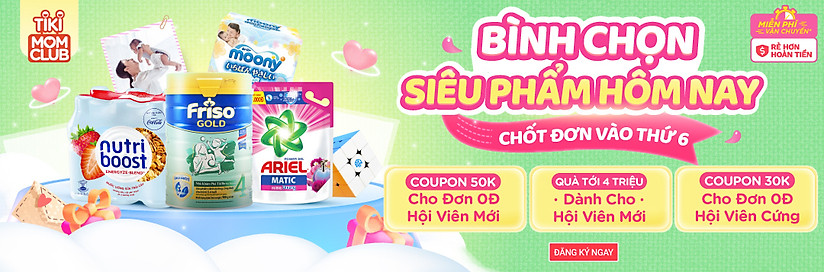 TIKI
MOM
CLUB
moony
nutri
boost
ENERGYZE-BLEND
Friso
GOLD
4
ARIEL
MATIC
BÌNH CHỌN
SIÊU PHẨM HÔM NAY
CHỐT ĐƠN VÀO THỨ 6
MIỄN PHÍ
VẬN CHUYỂN
$ RẺ HƠN
HOÀN TIỀN
COUPON 50K
Cho Đơn 0Đ
Hội Viên Mới
QUÀ TỚI 4 TRIỆU
· Dành Cho ·
Hội Viên Mới
COUPON 30K
Cho Đơn 0Đ
Hội Viên Cứng
ĐĂNG KÝ NGAY